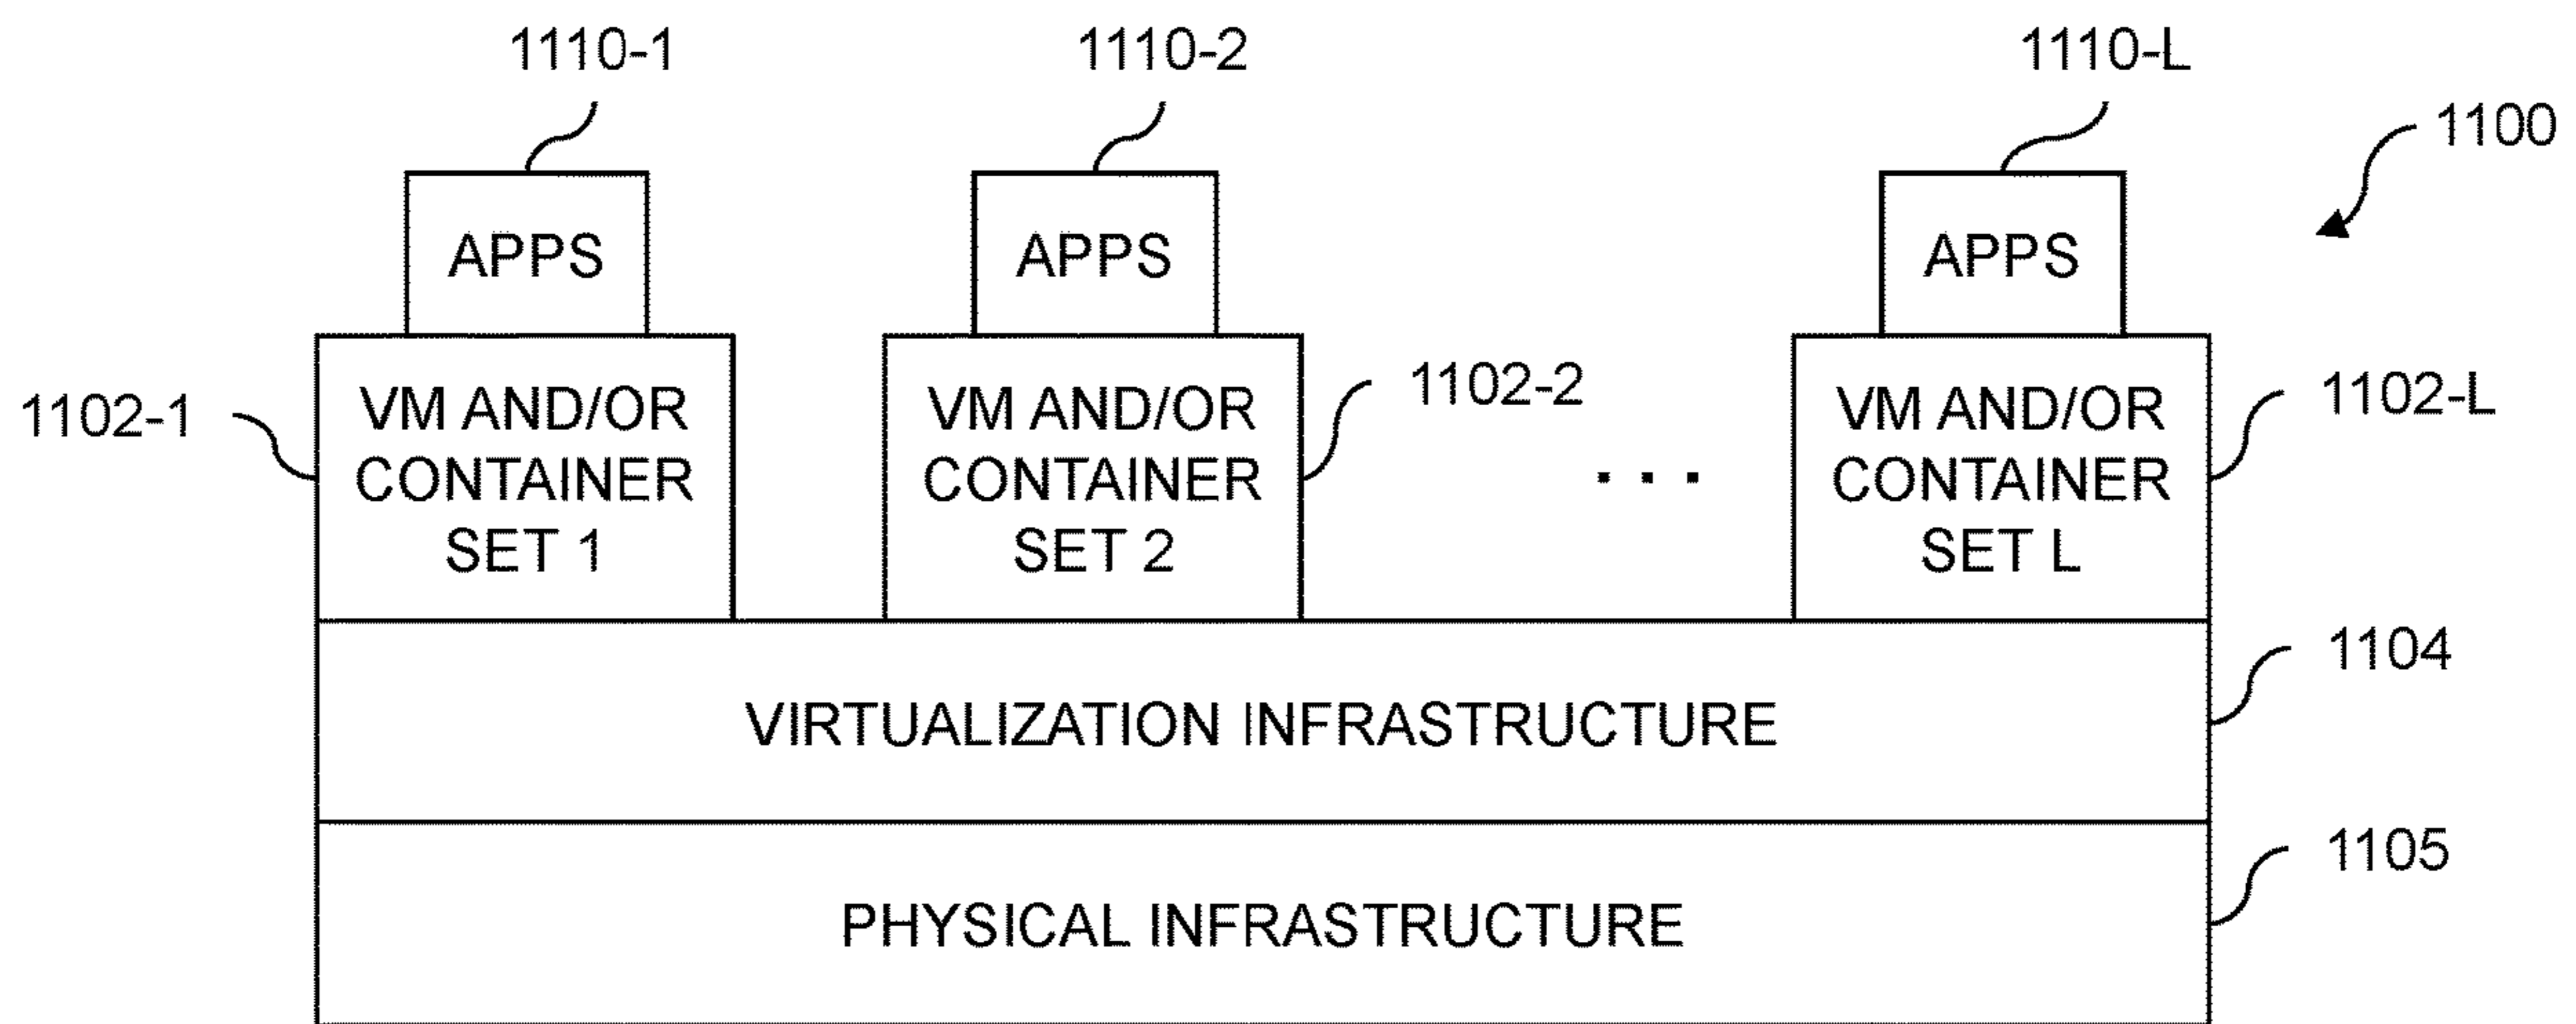 1110-1
1110-2
1110-L
1100
APPS
APPS
APPS
1102-1
VM AND/OR
CONTAINER
SET 1
VM AND/OR
CONTAINER
SET 2
1102-2
. . .
VM AND/OR
CONTAINER
SET L
1102-L
VIRTUALIZATION INFRASTRUCTURE
1104
PHYSICAL INFRASTRUCTURE
1105